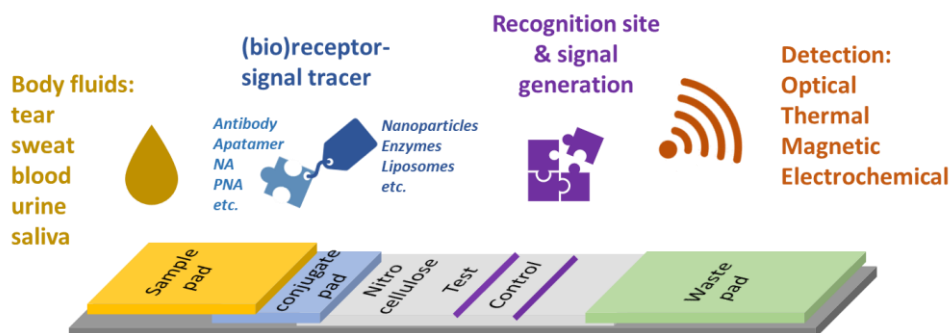 Body fluids:
tear
sweat
blood
urine
saliva
(bio)receptor-
signal tracer
Antibody
Apatamer
NA
PNA
etc.
Nanoparticles
Enzymes
Liposomes
etc.
Recognition site
& signal
generation
Detection:
Optical
Thermal
Magnetic
Electrochemical
Sample
pad
conjugate
pad
Nitro
cellulose
Test
Control
Waste
pad